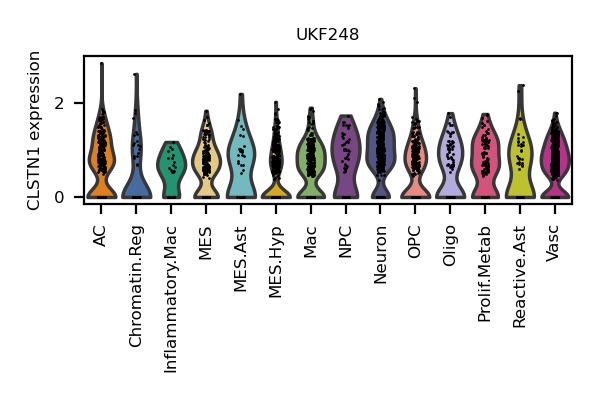 UKF248
CLSTN1 expression
2
0
AC
Chromatin.Reg
Inflammatory.Mac
MES
MES.Ast
MES.Hyp
Mac
NPC
Neuron
OPC
Oligo
Prolif.Metab
Reactive.Ast
Vasc